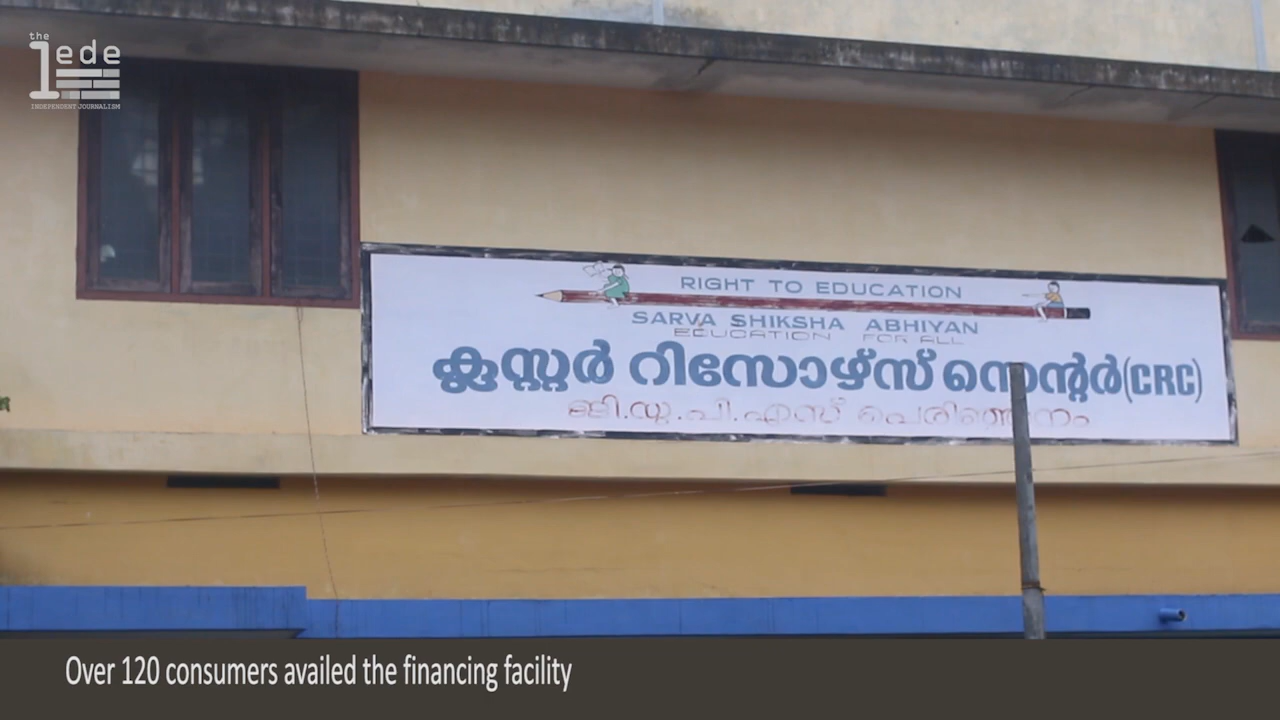 the
lede
INDEPENDENT JOURNALISM
RIGHT TO EDUCATION
SARVA SHIKSHA ABHIYAN
EDUCATION FOR ALL
ക്ലസ്റ്റർ റിസോഴ്സ് സെന്റർ (CRC)
ജി.യു.പി.എസ്
Over 120 consumers availed the financing facility